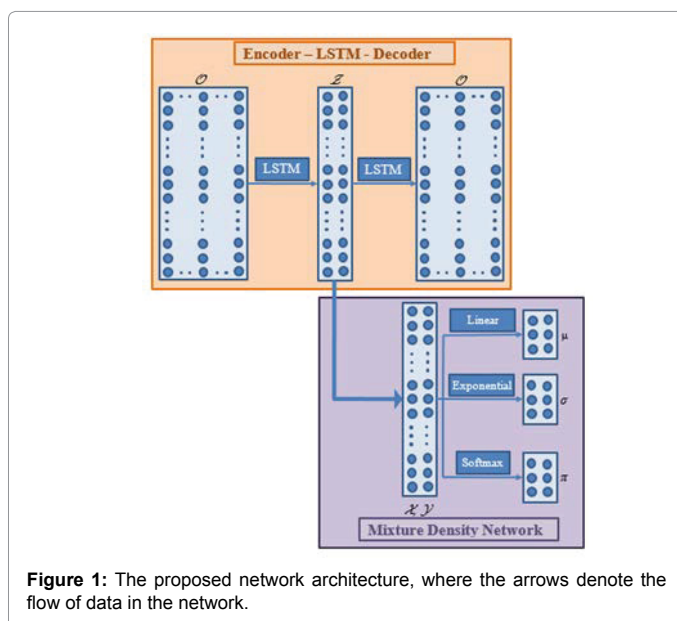 Encoder – LSTM - Decoder
𝒪 𝒵 𝒪
LSTM LSTM
Linear
μ
Exponential
σ
Softmax
π
𝒳, 𝒴
Mixture Density Network
Figure 1: The proposed network architecture, where the arrows denote the
flow of data in the network.